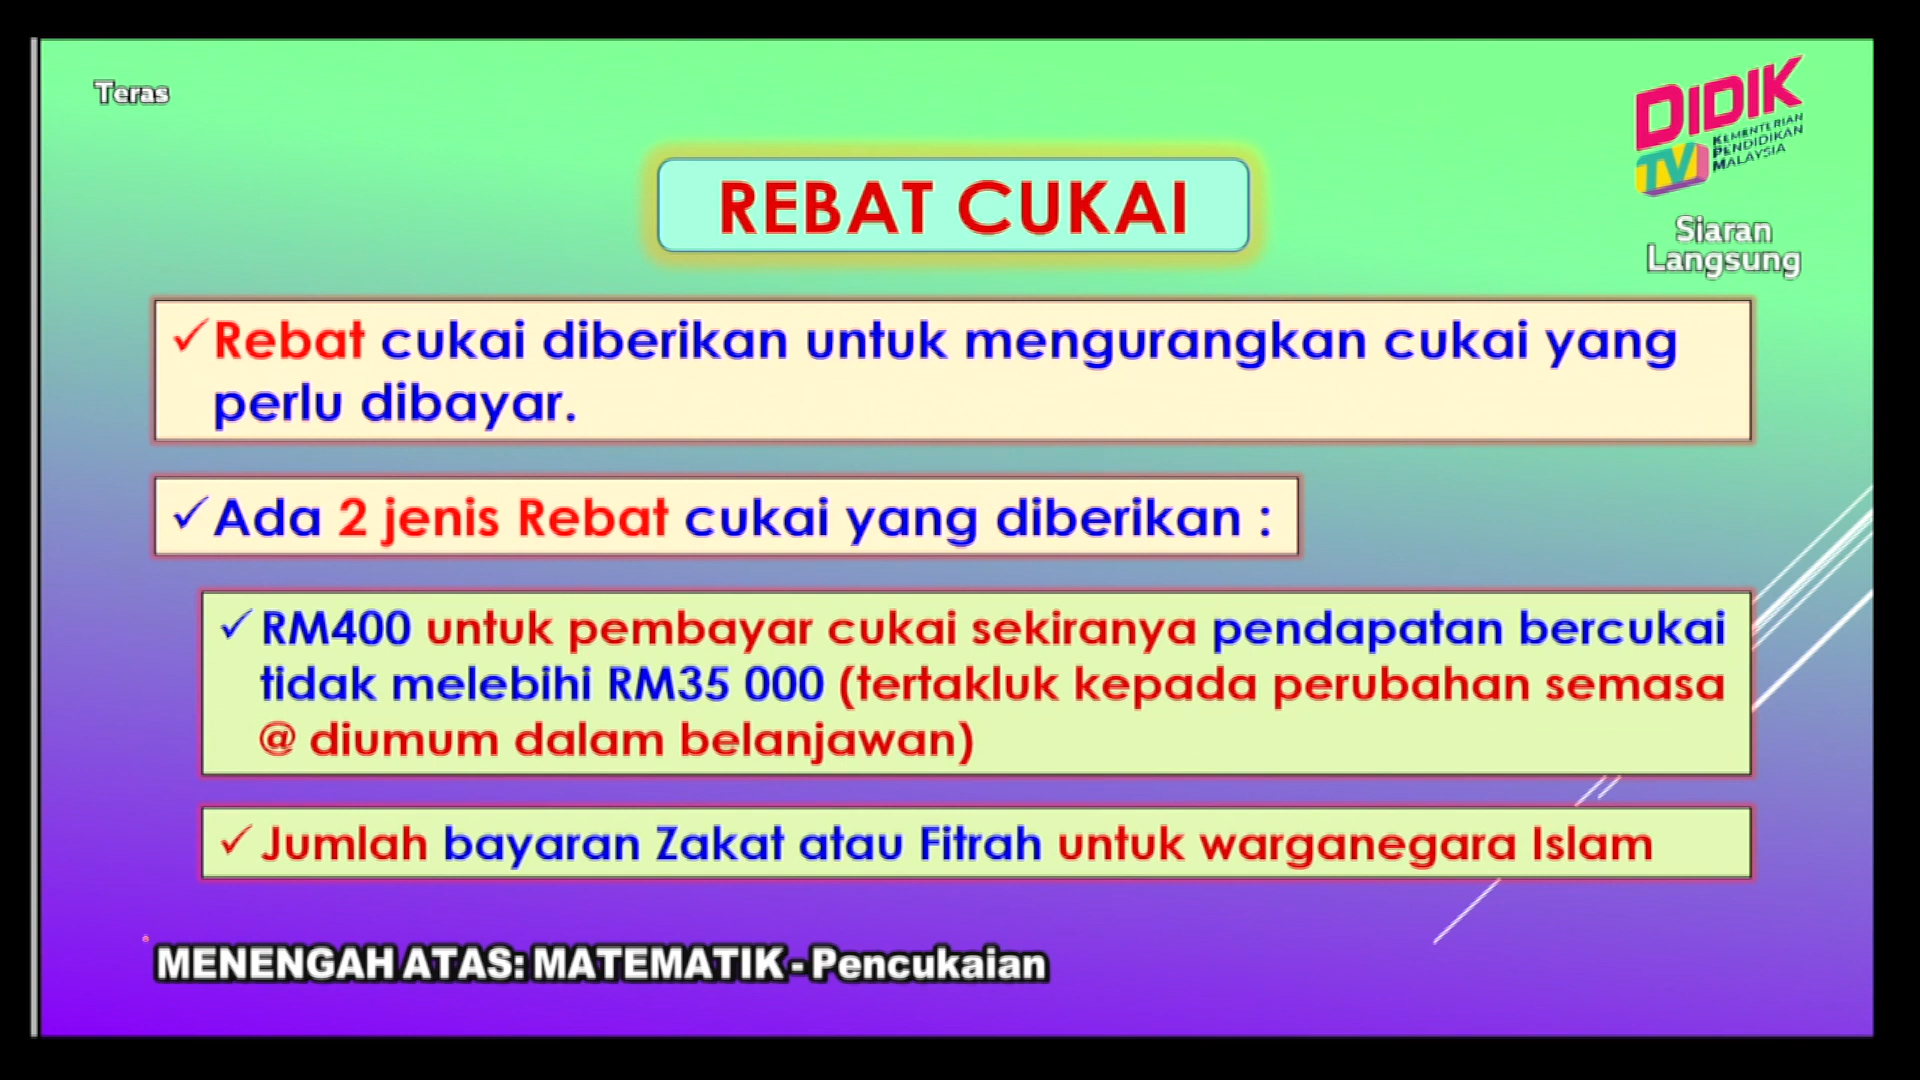 Teras
DIDIK
TV
KEMENTERIAN
PENDIDIKAN
MALAYSIA
Siaran
Langsung
REBAT CUKAI
✓Rebat cukai diberikan untuk mengurangkan cukai yang
perlu dibayar.
✓Ada 2 jenis Rebat cukai yang diberikan :
✓RM400 untuk pembayar cukai sekiranya pendapatan bercukai
tidak melebihi RM35 000 (tertakluk kepada perubahan semasa
@ diumum dalam belanjawan)
✓Jumlah bayaran Zakat atau Fitrah untuk warganegara Islam
MENENGAH ATAS: MATEMATIK - Pencukaian